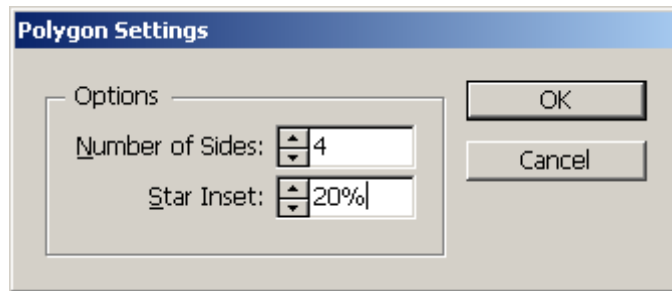 Polygon Settings
Options
Number of Sides: 4
Star Inset: 20%
OK
Cancel